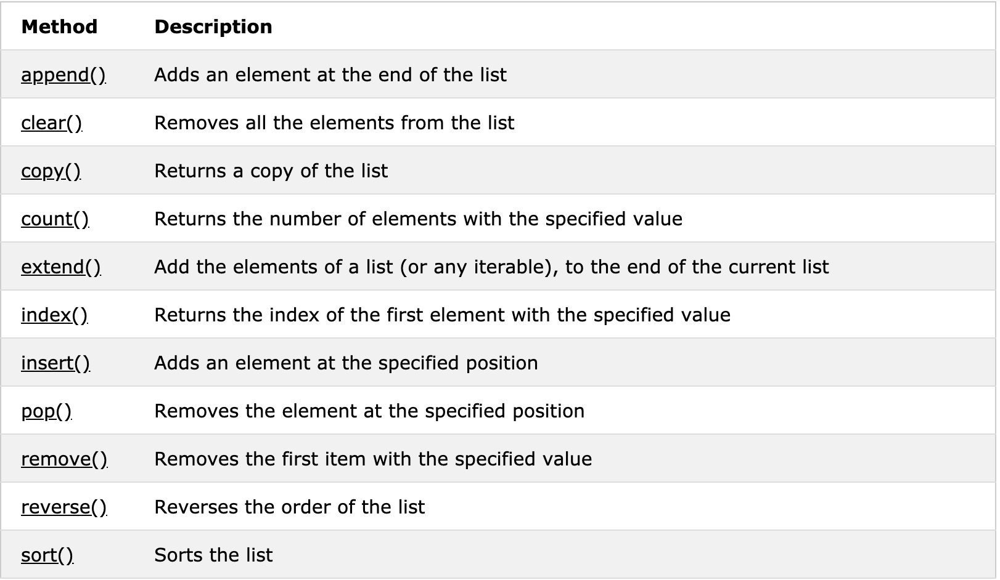 Method Description
append() Adds an element at the end of the list
clear() Removes all the elements from the list
copy() Returns a copy of the list
count() Returns the number of elements with the specified value
extend() Add the elements of a list (or any iterable), to the end of the current list
index() Returns the index of the first element with the specified value
insert() Adds an element at the specified position
pop() Removes the element at the specified position
remove() Removes the first item with the specified value
reverse() Reverses the order of the list
sort() Sorts the list